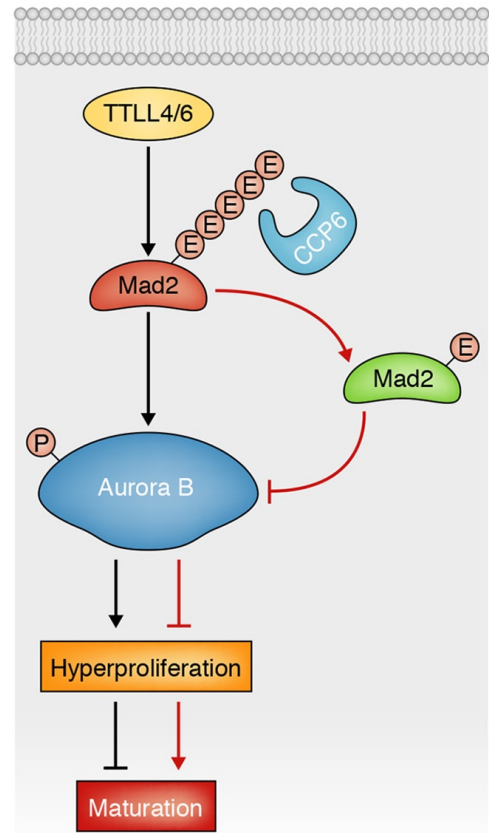 TTLL4/6
E
E
E
E
E
CCP6
Mad2
E
Mad2
P
Aurora B
Hyperproliferation
Maturation